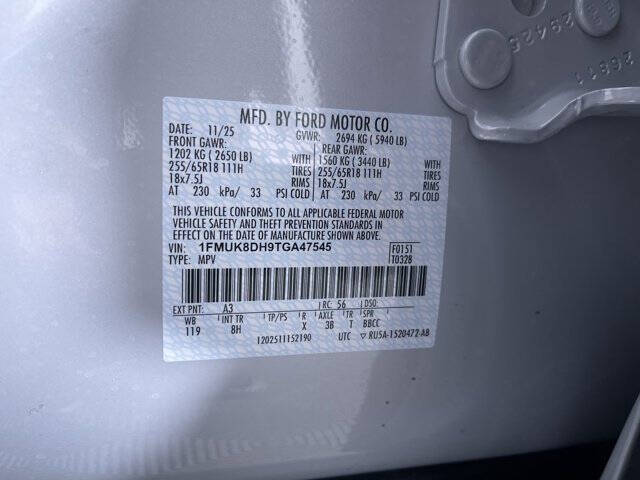 29425
26811
MFD. BY FORD MOTOR CO.
DATE: 11/25 GVWR: 2694 KG ( 5940 LB)
FRONT GAWR: REAR GAWR:
1202 KG ( 2650 LB) WITH 1560 KG ( 3440 LB) WITH
255/65R18 111H TIRES 255/65R18 111H TIRES
18x7.5J RIMS 18x7.5J RIMS
AT 230 kPa/ 33 PSI COLD AT 230 kPa/ 33 PSI COLD
THIS VEHICLE CONFORMS TO ALL APPLICABLE FEDERAL MOTOR
VEHICLE SAFETY AND THEFT PREVENTION STANDARDS IN
EFFECT ON THE DATE OF MANUFACTURE SHOWN ABOVE.
VIN: 1FMUK8DH9TGA47545 F0151
TYPE: MPV T0328
EXT PNT: A3 RC: 56 DSO:
WB INT TR TP/PS R AXLE TR SPR
119 8H X 3B T BBCC
1202511152190 UTC ▽ RU5A-1520472-AB